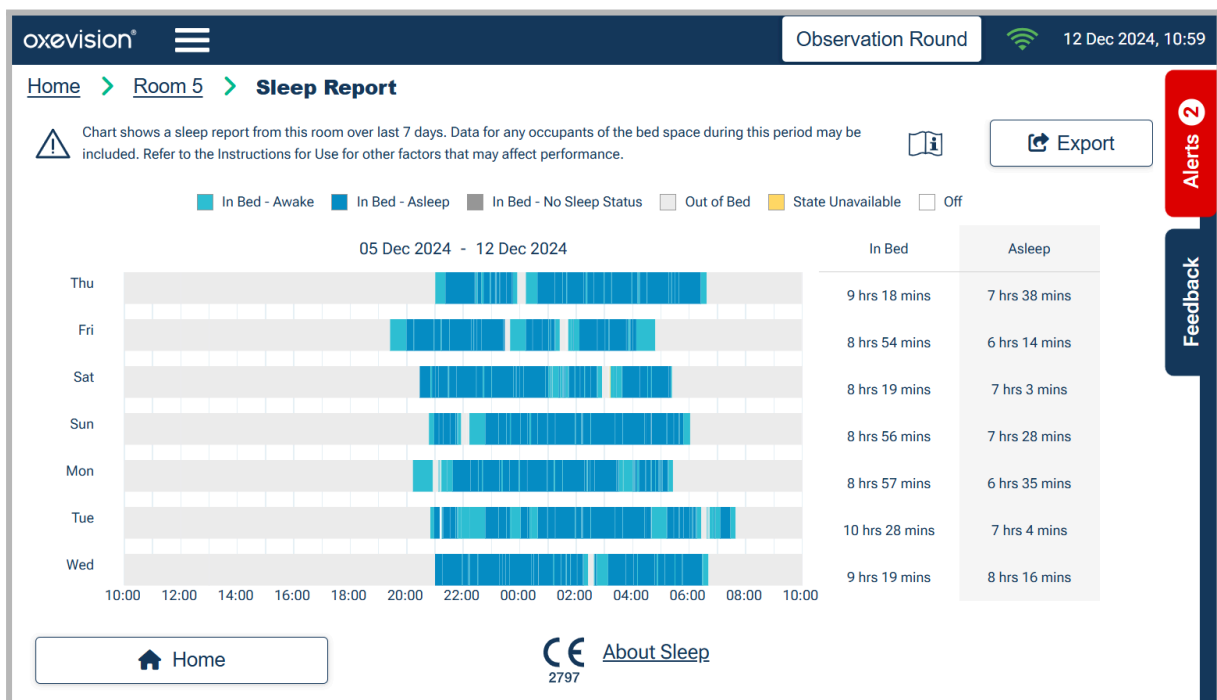 oxevision®
Observation Round
12 Dec 2024, 10:59
Home > Room 5 > Sleep Report
Alerts 2
Feedback
Chart shows a sleep report from this room over last 7 days. Data for any occupants of the bed space during this period may be
included. Refer to the Instructions for Use for other factors that may affect performance.
i
Export
In Bed - Awake In Bed - Asleep In Bed - No Sleep Status Out of Bed State Unavailable Off
05 Dec 2024 - 12 Dec 2024 In Bed Asleep
Thu 9 hrs 18 mins 7 hrs 38 mins
Fri 8 hrs 54 mins 6 hrs 14 mins
Sat 8 hrs 19 mins 7 hrs 3 mins
Sun 8 hrs 56 mins 7 hrs 28 mins
Mon 8 hrs 57 mins 6 hrs 35 mins
Tue 10 hrs 28 mins 7 hrs 4 mins
Wed 9 hrs 19 mins 8 hrs 16 mins
10:00 12:00 14:00 16:00 18:00 20:00 22:00 00:00 02:00 04:00 06:00 08:00 10:00
Home
CE
2797
About Sleep